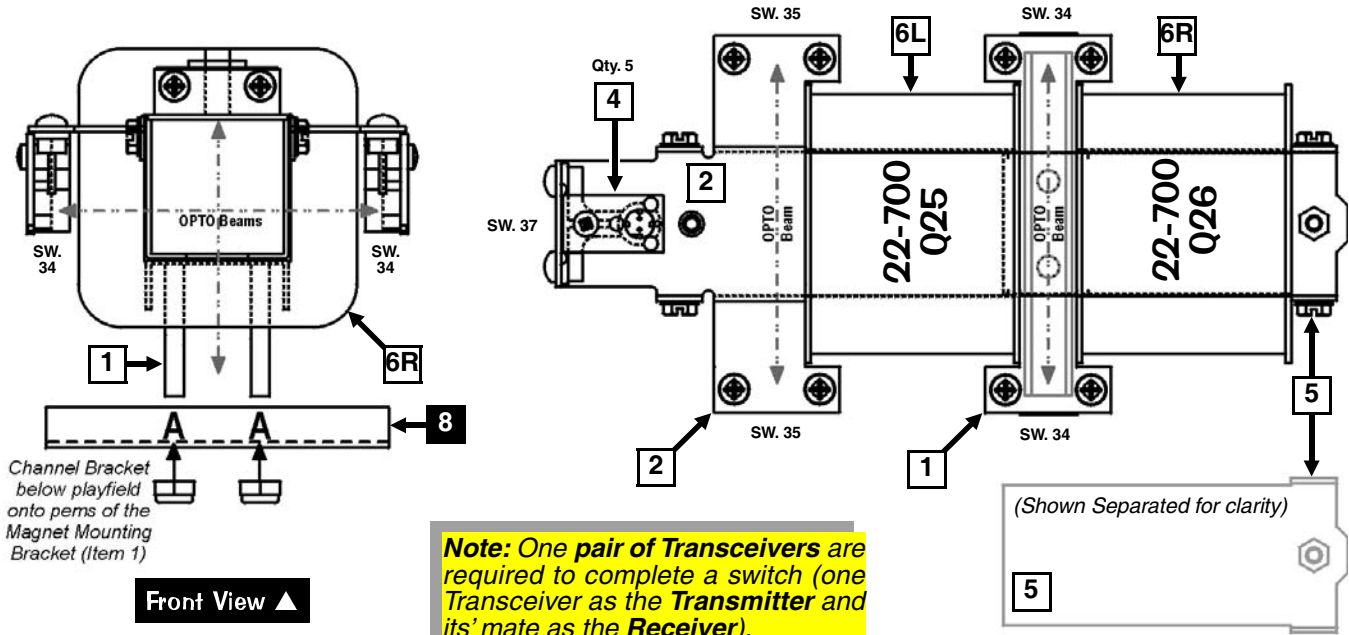 SW. 35
SW. 34
6L
6R
Qty. 5
4
2
SW. 37
OPTO Beams
SW.
34
SW.
34
OPTO
Beam
22-700
Q25
OPTO
Beam
22-700
Q26
1
6R
8
A A
Channel Bracket
below playfield
onto pems of the
Magnet Mounting
Bracket (Item 1)
Front View ▲
2
SW. 35
1
SW. 34
5
(Shown Separated for clarity)
5
Note: One pair of Transceivers are
required to complete a switch (one
Transceiver as the Transmitter and
its' mate as the Receiver).